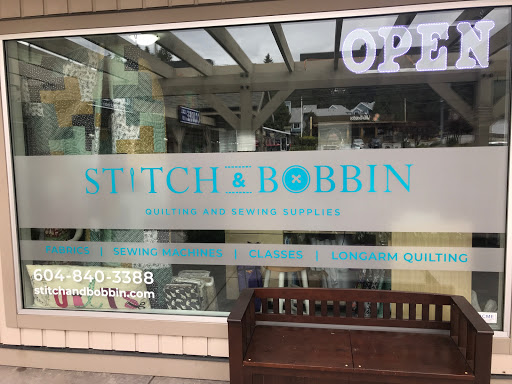 OPEN
STITCH & BOBBIN
QUILTING AND SEWING SUPPLIES
FABRICS | SEWING MACHINES | CLASSES | LONGARM QUILTING
604-840-3388
stitchandbobbin.com